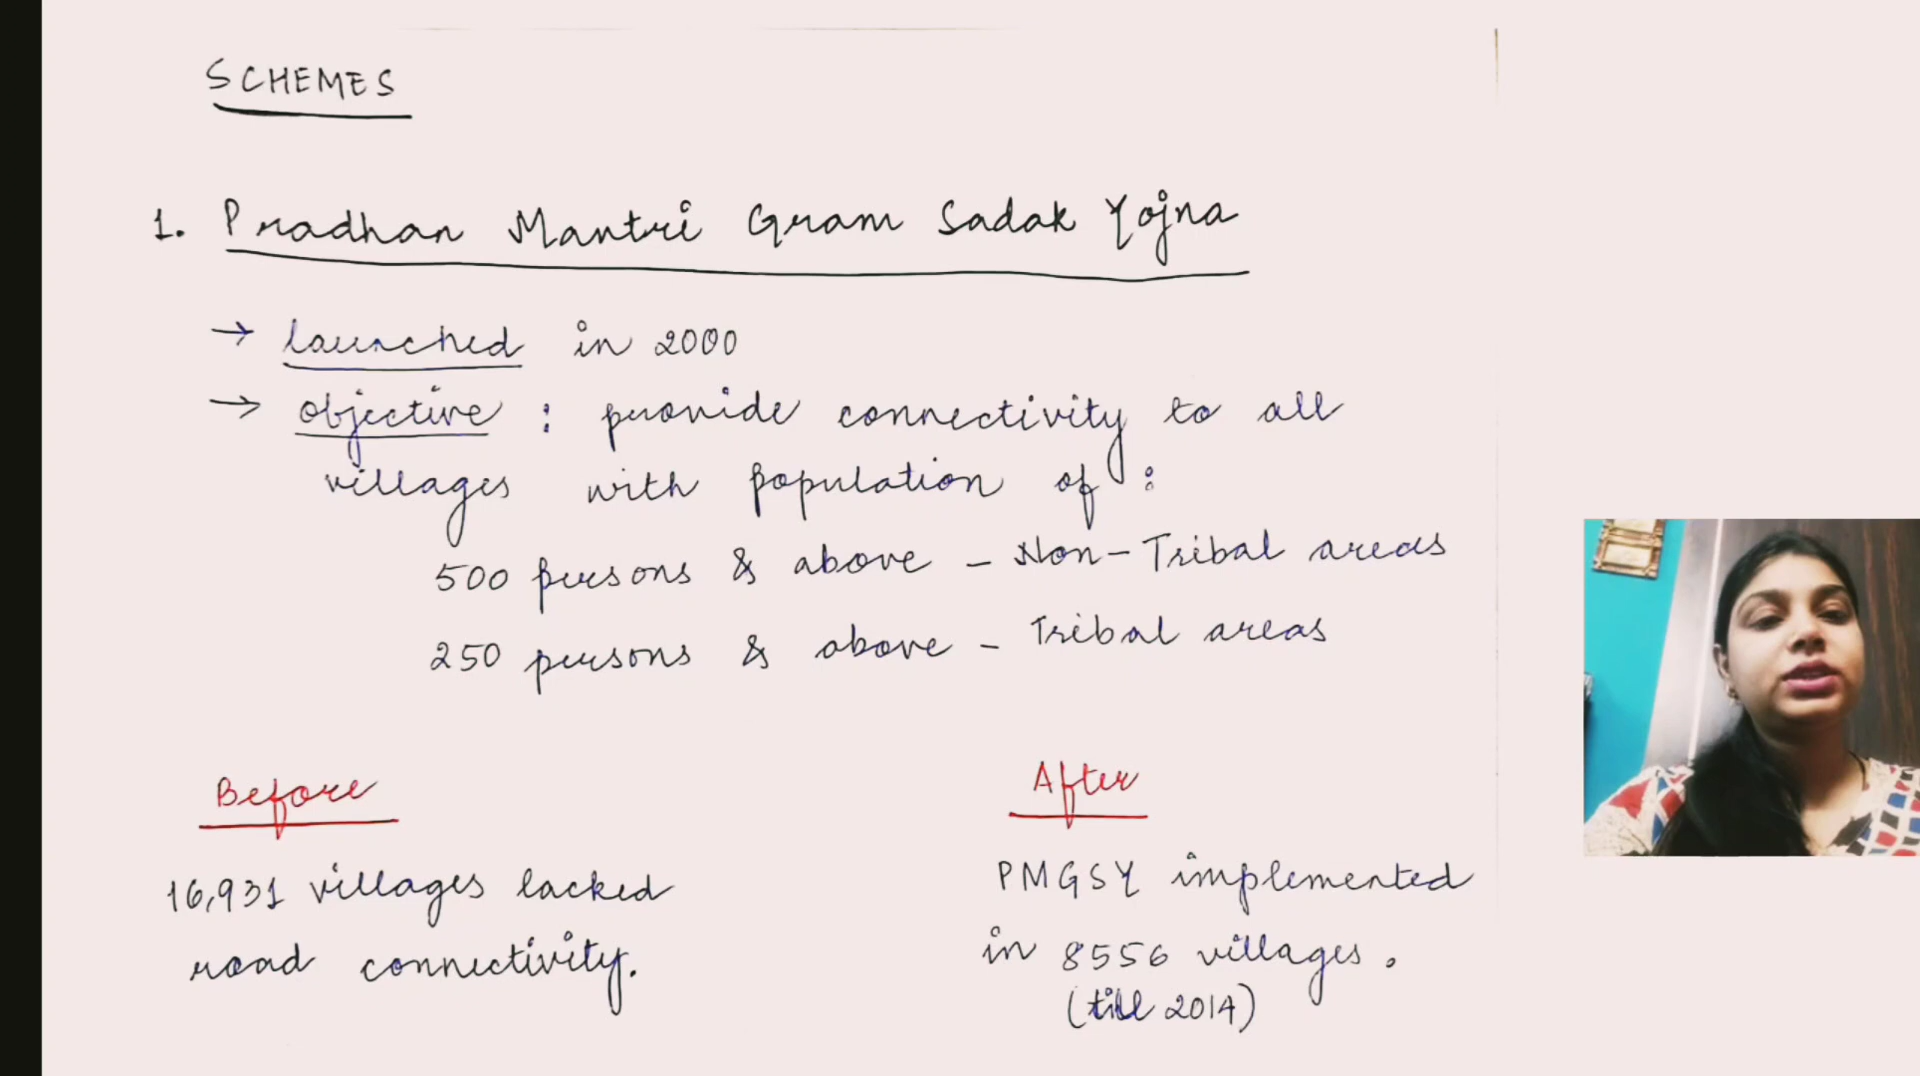 SCHEMES
1. Pradhan Mantri Gram Sadak Yojna
→ launched in 2000
→ objective : provide connectivity to all
villages with population of :
500 persons & above - Non-Tribal areas
250 persons & above - Tribal areas
Before
16,931 villages lacked
road connectivity.
After
PMGSY implemented
in 8556 villages.
(till 2014)